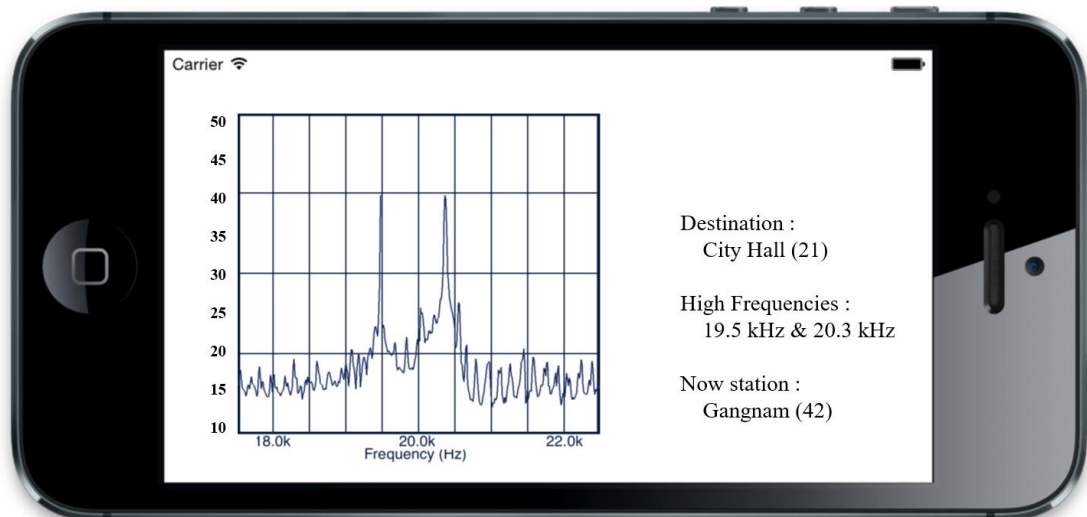 Carrier
50
45
40
35
30
25
20
15
10
18.0k 20.0k 22.0k
Frequency (Hz)
Destination :
City Hall (21)
High Frequencies :
19.5 kHz & 20.3 kHz
Now station :
Gangnam (42)